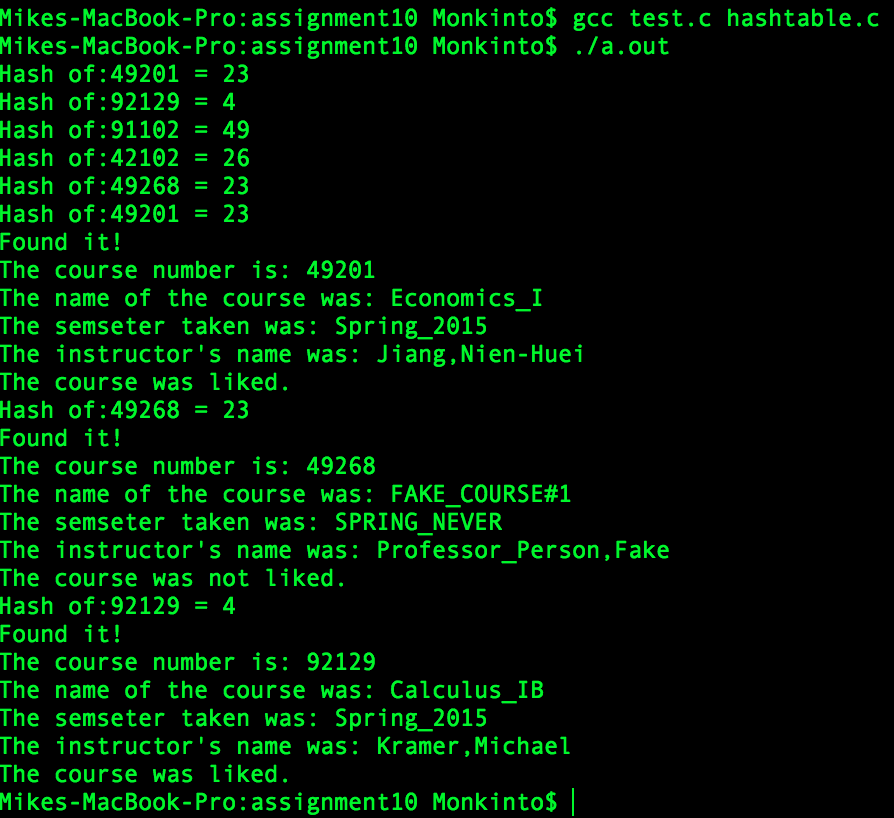 Mikes-MacBook-Pro:assignment10 Monkinto$ gcc test.c hashtable.c
Mikes-MacBook-Pro:assignment10 Monkinto$ ./a.out
Hash of:49201 = 23
Hash of:92129 = 4
Hash of:91102 = 49
Hash of:42102 = 26
Hash of:49268 = 23
Hash of:49201 = 23
Found it!
The course number is: 49201
The name of the course was: Economics_I
The semseter taken was: Spring_2015
The instructor's name was: Jiang,Nien-Huei
The course was liked.
Hash of:49268 = 23
Found it!
The course number is: 49268
The name of the course was: FAKE_COURSE#1
The semseter taken was: SPRING_NEVER
The instructor's name was: Professor_Person,Fake
The course was not liked.
Hash of:92129 = 4
Found it!
The course number is: 92129
The name of the course was: Calculus_IB
The semseter taken was: Spring_2015
The instructor's name was: Kramer,Michael
The course was liked.
Mikes-MacBook-Pro:assignment10 Monkinto$